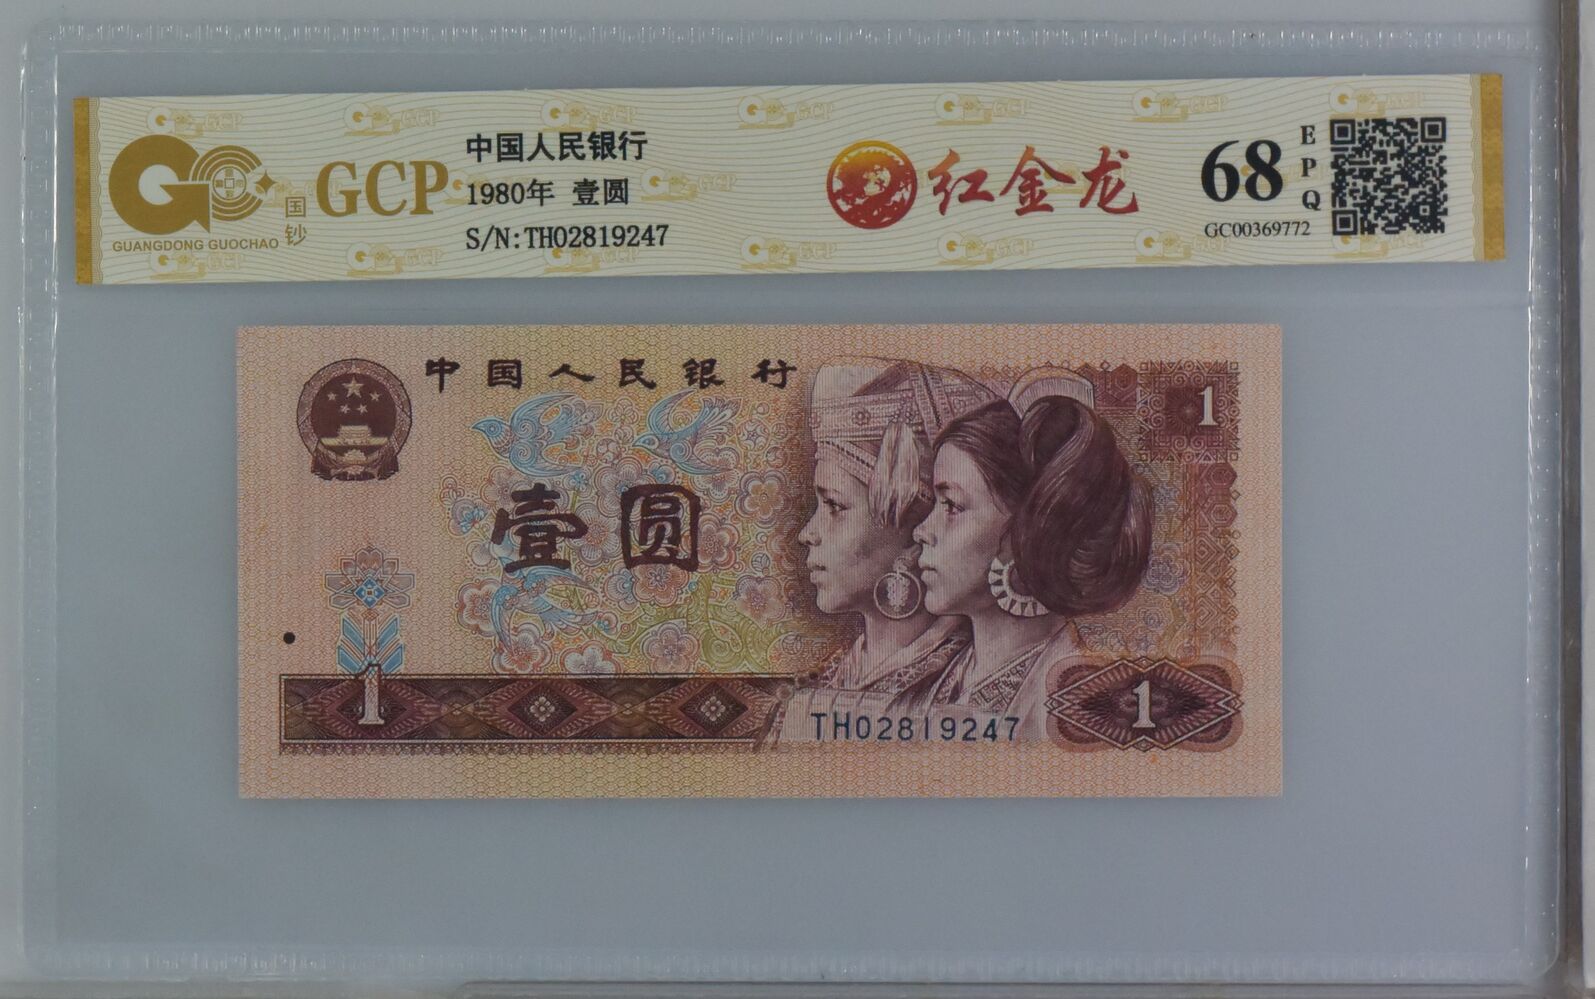 GCP
国钞
GUANGDONG GUOCHAO
中国人民银行
1980年 壹圆
S/N:TH02819247
红金龙
68
EPQ
GC00369772
中国人民银行
1
壹圆
1
TH02819247
1